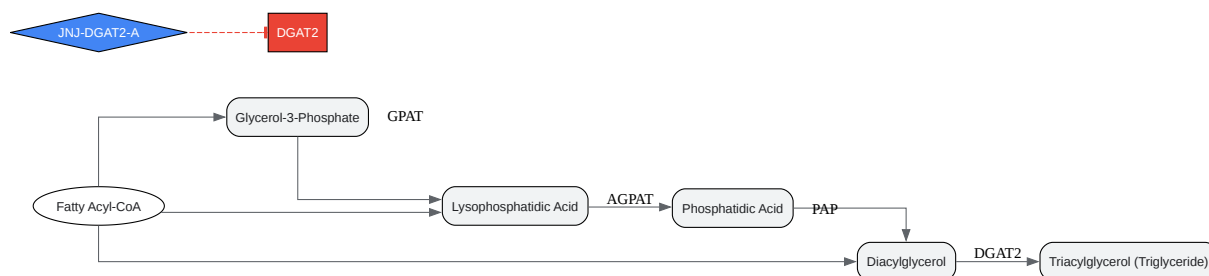 JNJ-DGAT2-A
DGAT2
Glycerol-3-Phosphate
GPAT
Fatty Acyl-CoA
Lysophosphatidic Acid
AGPAT
Phosphatidic Acid
PAP
Diacylglycerol
DGAT2
Triacylglycerol (Triglyceride)